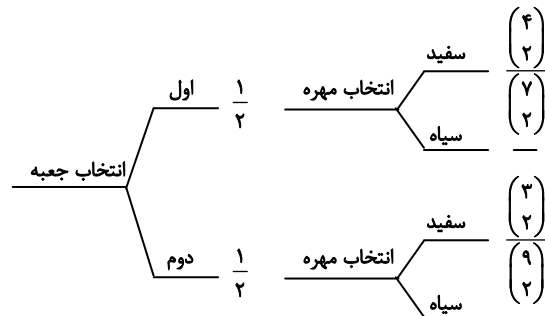 (۴ ۲)
سفید
(۷ ۲)
انتخاب مهره
اول ۱/۲
سیاه —
انتخاب جعبه
(۳ ۲)
سفید
(۹ ۲)
انتخاب مهره
دوم ۱/۲
سیاه